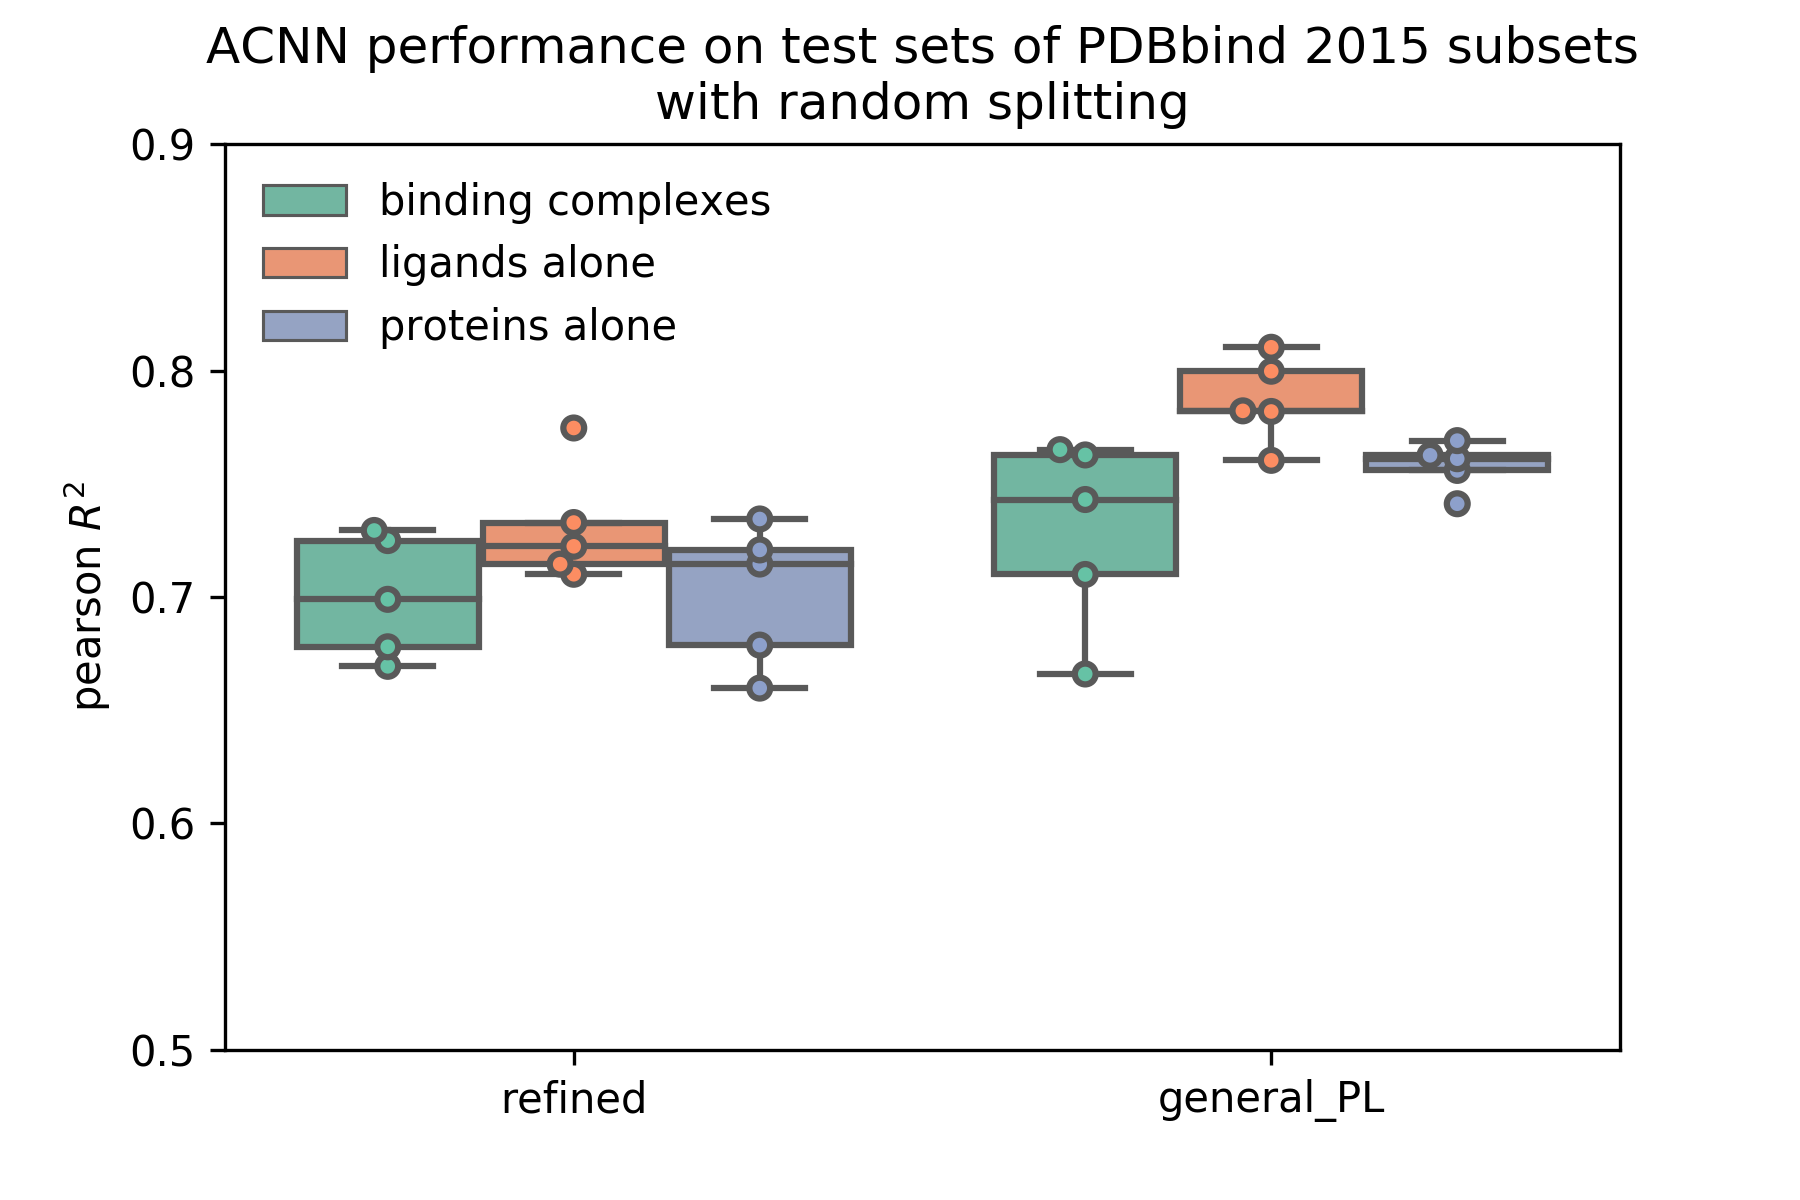 ACNN performance on test sets of PDBbind 2015 subsets
with random splitting
pearson R²
0.9
0.8
0.7
0.6
0.5
binding complexes
ligands alone
proteins alone
refined
general_PL